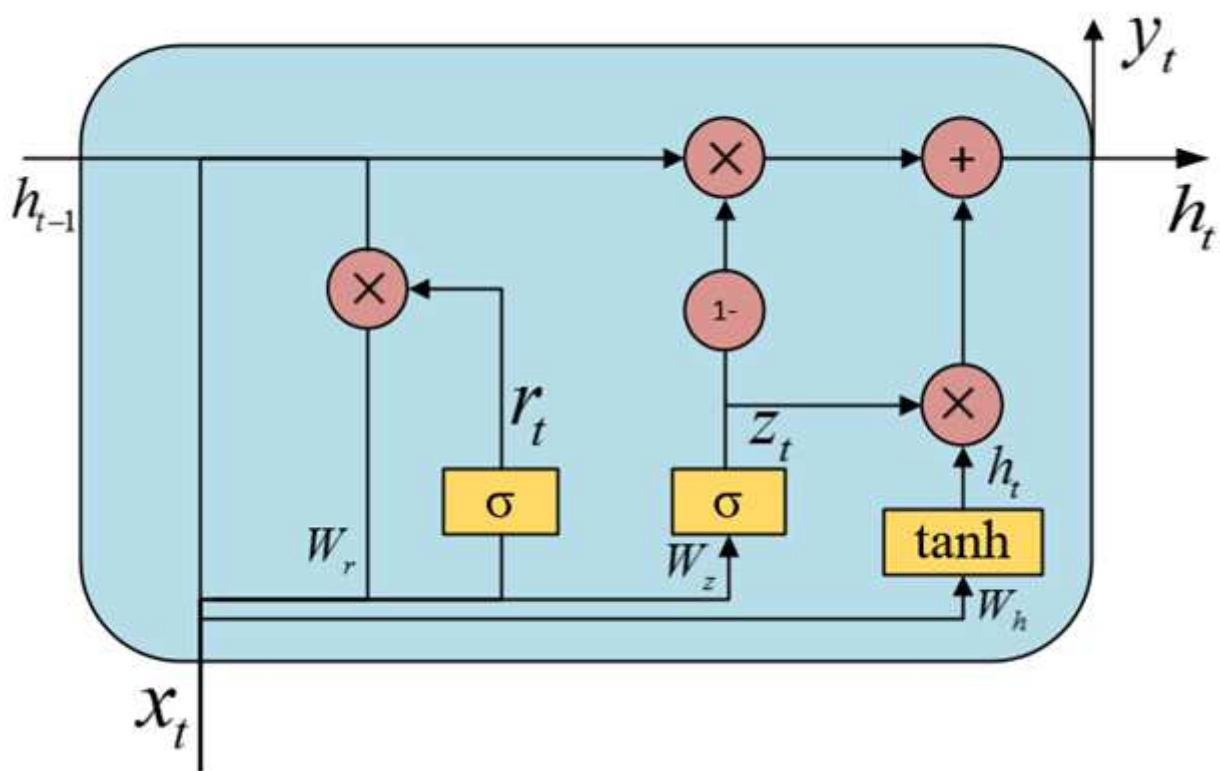 y_t
× +
h_{t-1} h_t
×
1-
r_t z_t ×
h_t
σ σ
tanh
W_r W_z
W_h
x_t